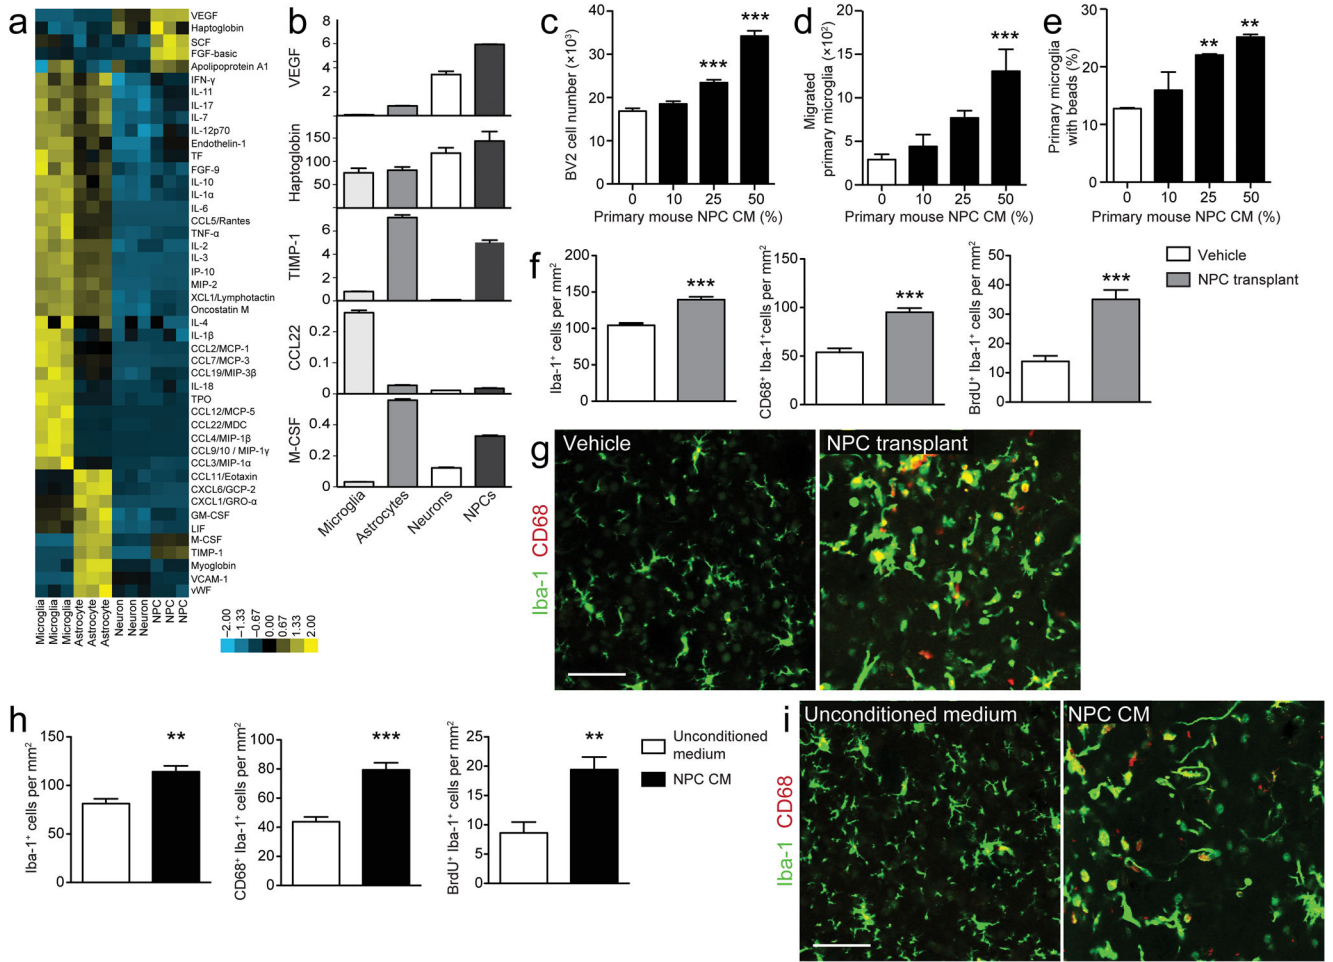 a
VEGF
Haptoglobin
SCF
FGF-basic
Apolipoprotein A1
IFN-γ
IL-11
IL-17
IL-7
IL-12p70
Endothelin-1
TF
FGF-9
IL-10
IL-1α
IL-6
CCL5/Rantes
TNF-α
IL-2
IL-3
IP-10
MIP-2
XCL1/Lymphotactin
Oncostatin M
IL-4
IL-1β
CCL2/MCP-1
CCL7/MCP-3
CCL19/MIP-3β
IL-18
TPO
CCL12/MCP-5
CCL22/MDC
CCL4/MIP-1β
CCL9/10 / MIP-1γ
CCL3/MIP-1α
CCL11/Eotaxin
CXCL6/GCP-2
CXCL1/GRO-α
GM-CSF
LIF
M-CSF
TIMP-1
Myoglobin
VCAM-1
vWF
Microglia
Microglia
Microglia
Astrocyte
Astrocyte
Astrocyte
Neuron
Neuron
Neuron
NPC
NPC
NPC
−2.00
−1.33
−0.67
0.00
0.67
1.33
2.00
b
VEGF
8
6
4
2
Haptoglobin
150
100
50
TIMP-1
6
4
2
0
CCL22
0.2
0.1
0
M-CSF
0.4
0.2
0
Microglia
Astrocytes
Neurons
NPCs
c
BV2 cell number (×10³)
40
30
20
10
0
***
***
0 10 25 50
Primary mouse NPC CM (%)
d
Migrated
primary microglia (×10²)
20
15
10
5
0
***
0 10 25 50
Primary mouse NPC CM (%)
e
Primary microglia
with beads (%)
30
20
10
0
**
**
0 10 25 50
Primary mouse NPC CM (%)
f
Iba-1⁺ cells per mm²
200
150
100
50
0
***
CD68⁺ Iba-1⁺cells per mm²
150
100
50
0
***
BrdU⁺ Iba-1⁺ cells per mm²
50
40
30
20
10
0
***
Vehicle
NPC transplant
g
Iba-1 CD68
Vehicle
NPC transplant
h
Iba-1⁺ cells per mm²
150
100
50
0
**
CD68⁺ Iba-1⁺ cells per mm²
100
80
60
40
20
0
***
BrdU⁺ Iba-1⁺ cells per mm²
25
20
15
10
5
0
**
Unconditioned
medium
NPC CM
i
Iba-1 CD68
Unconditioned medium
NPC CM